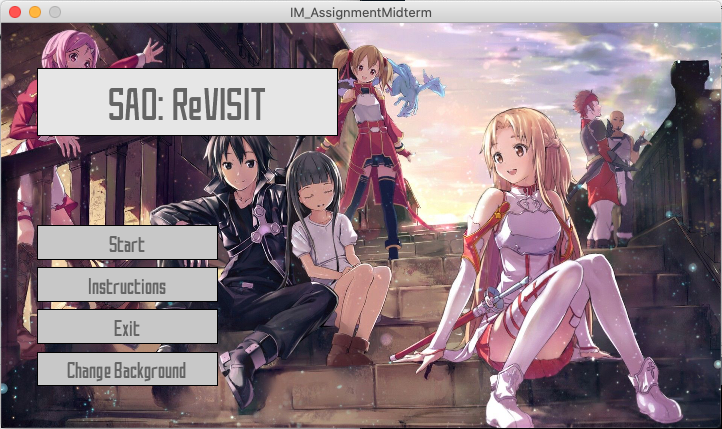 IM_AssignmentMidterm
SAO: ReVISIT
Start
Instructions
Exit
Change Background